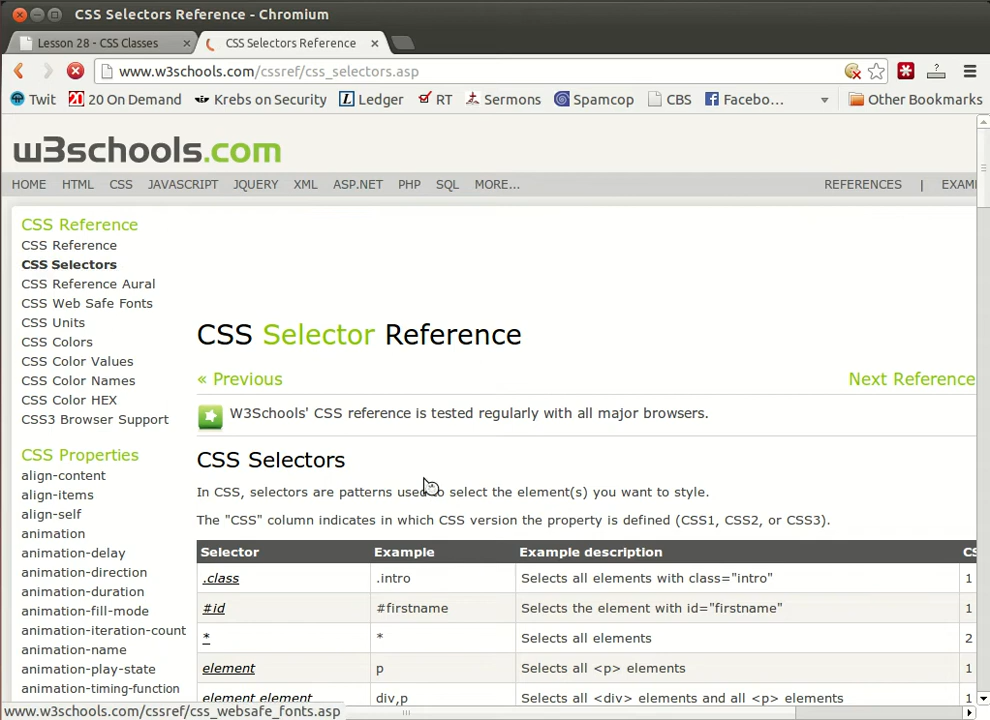 CSS Selectors Reference - Chromium
Lesson 28 - CSS Classes
CSS Selectors Reference
www.w3schools.com/cssref/css_selectors.asp
Twit 20 On Demand Krebs on Security Ledger RT Sermons Spamcop CBS Facebo... Other Bookmarks
w3schools.com
HOME HTML CSS JAVASCRIPT JQUERY XML ASP.NET PHP SQL MORE... REFERENCES | EXAM
CSS Reference
CSS Reference
CSS Selectors
CSS Reference Aural
CSS Web Safe Fonts
CSS Units
CSS Colors
CSS Color Values
CSS Color Names
CSS Color HEX
CSS3 Browser Support
CSS Properties
align-content
align-items
align-self
animation
animation-delay
animation-direction
animation-duration
animation-fill-mode
animation-iteration-count
animation-name
animation-play-state
animation-timing-function
CSS Selector Reference
« Previous Next Reference
W3Schools' CSS reference is tested regularly with all major browsers.
CSS Selectors
In CSS, selectors are patterns used to select the element(s) you want to style.
The "CSS" column indicates in which CSS version the property is defined (CSS1, CSS2, or CSS3).
Selector Example Example description CS
.class .intro Selects all elements with class="intro" 1
#id #firstname Selects the element with id="firstname" 1
* * Selects all elements 2
element p Selects all <p> elements 1
element,element div,p Selects all <div> elements and all <p> elements 1
www.w3schools.com/cssref/css_websafe_fonts.asp